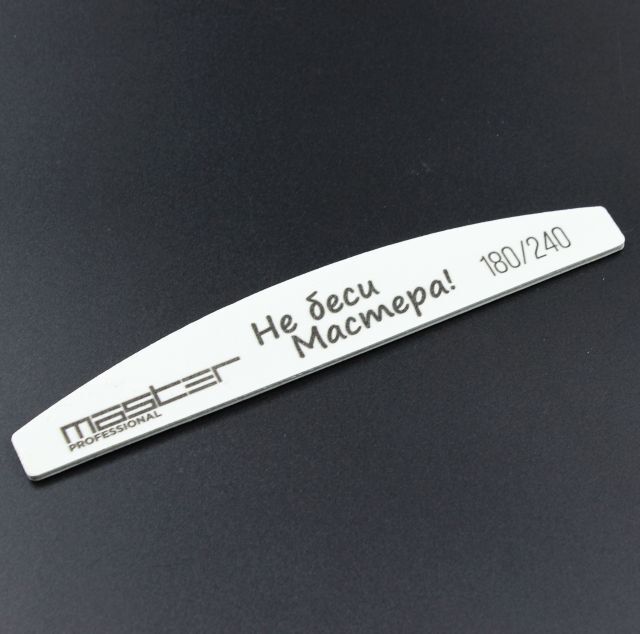 master
PROFESSIONAL
Не беси
Мастера!
180/240